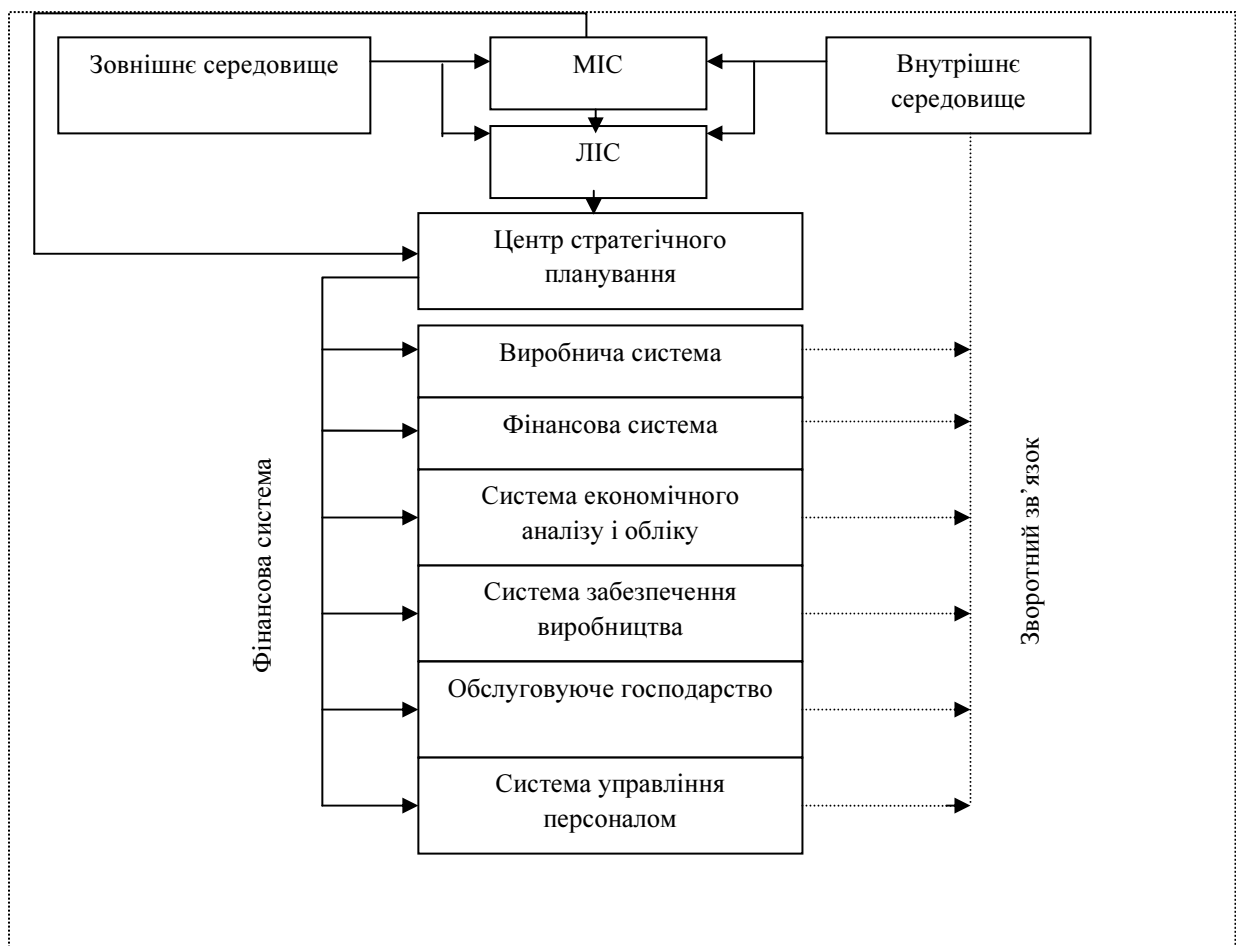 Зовнішнє середовище
МІС
Внутрішнє
середовище
ЛІС
Центр стратегічного
планування
Виробнича система
Фінансова система
Система економічного
аналізу і обліку
Система забезпечення
виробництва
Обслуговуюче господарство
Система управління
персоналом
Фінансова система
Зворотний зв’язок